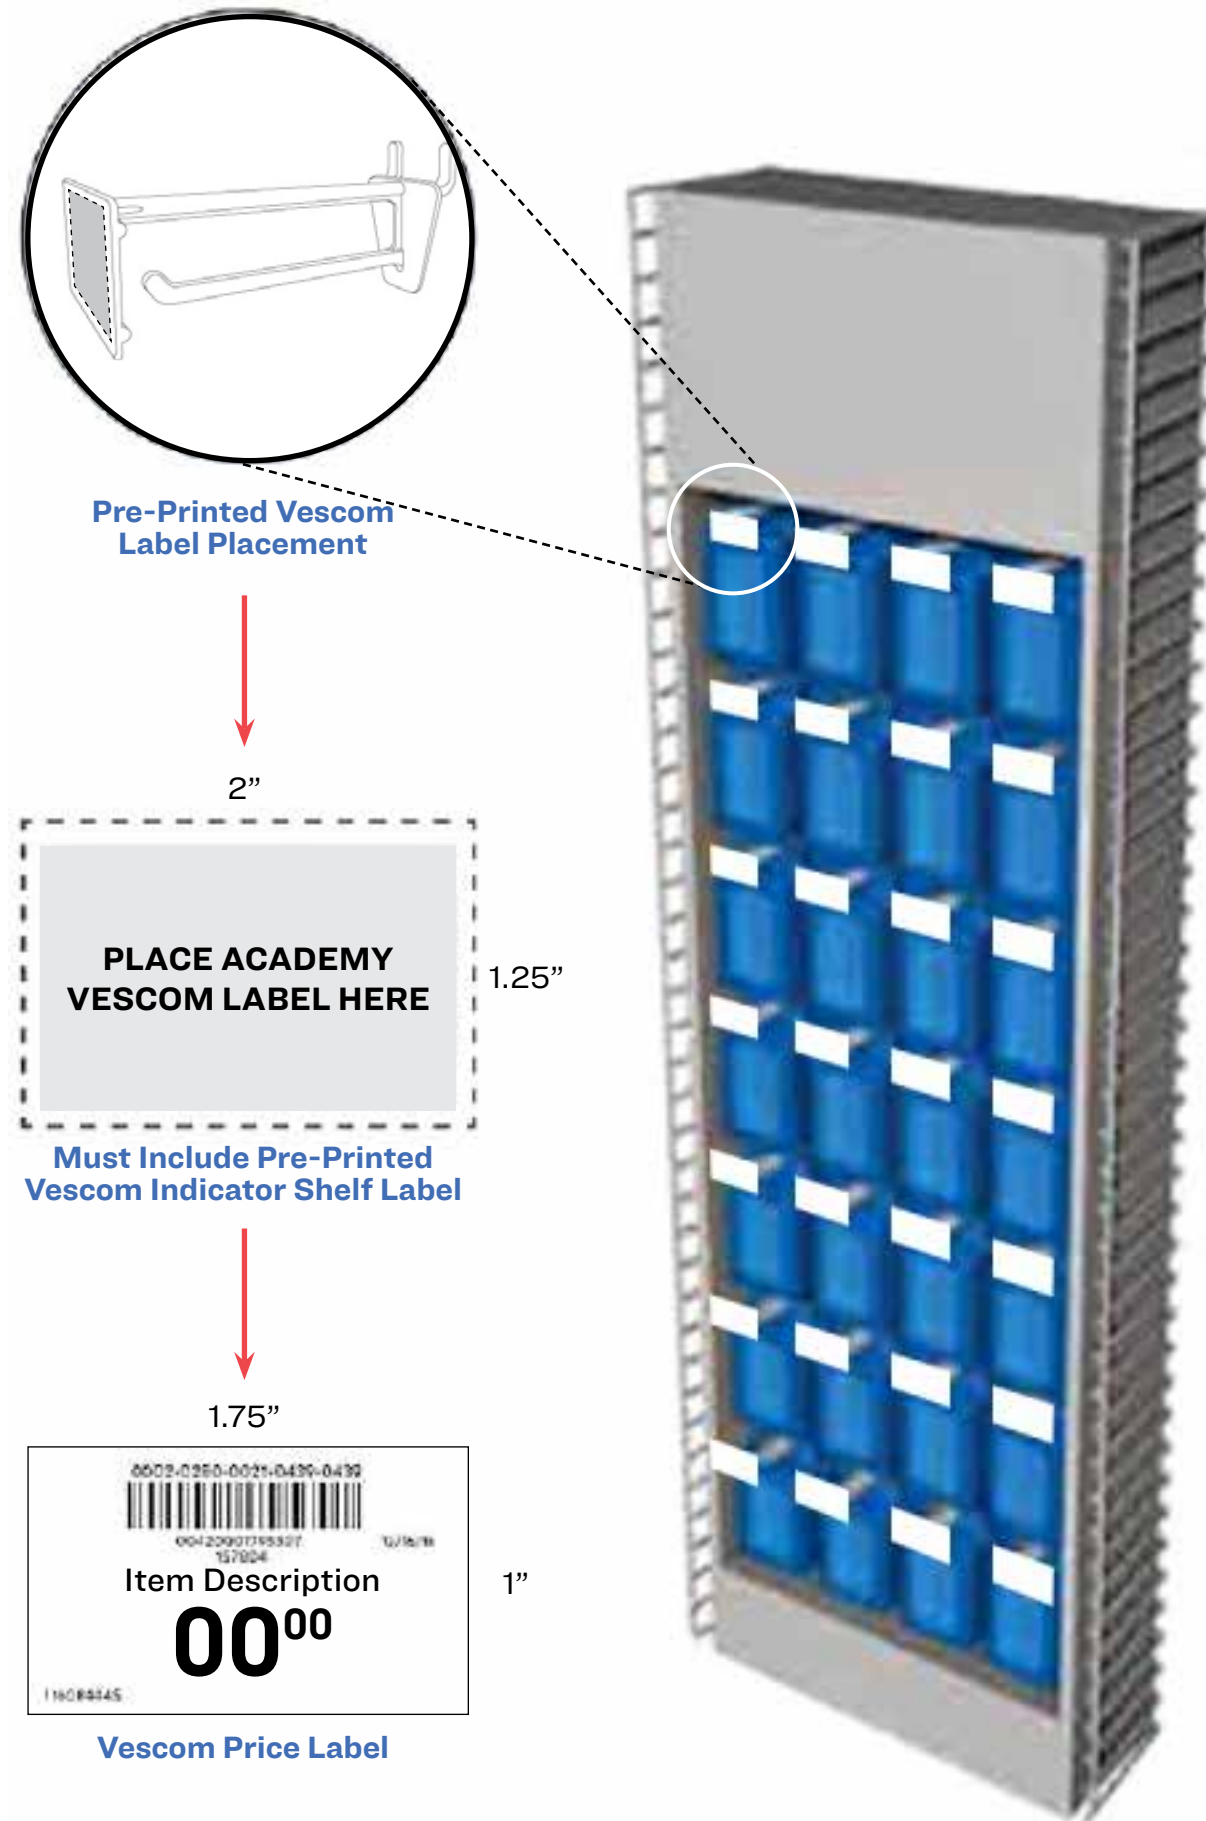 Pre-Printed Vescom
Label Placement
2”
PLACE ACADEMY
VESCOM LABEL HERE
1.25”
Must Include Pre-Printed
Vescom Indicator Shelf Label
1.75”
157804
Item Description
00⁰⁰
1”
Vescom Price Label